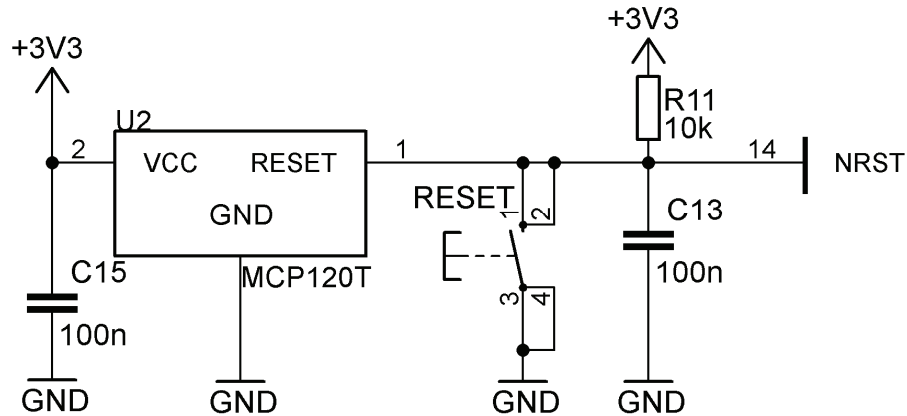 +3V3
+3V3
U2
R11
10k
2
VCC
RESET
1
14
NRST
GND
RESET
1
2
C13
MCP120T
C15
100n
100n
3
4
GND
GND
GND
GND